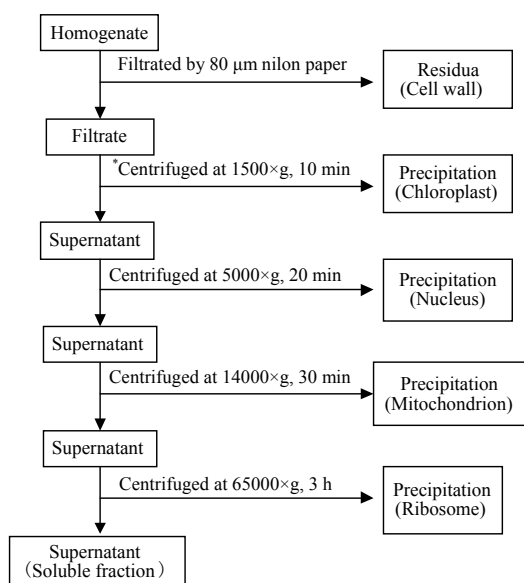 Homogenate
Filtrated by 80 μm nilon paper
Residua
(Cell wall)
Filtrate
*Centrifuged at 1500×g, 10 min
Precipitation
(Chloroplast)
Supernatant
Centrifuged at 5000×g, 20 min
Precipitation
(Nucleus)
Supernatant
Centrifuged at 14000×g, 30 min
Precipitation
(Mitochondrion)
Supernatant
Centrifuged at 65000×g, 3 h
Precipitation
(Ribosome)
Supernatant
（Soluble fraction）